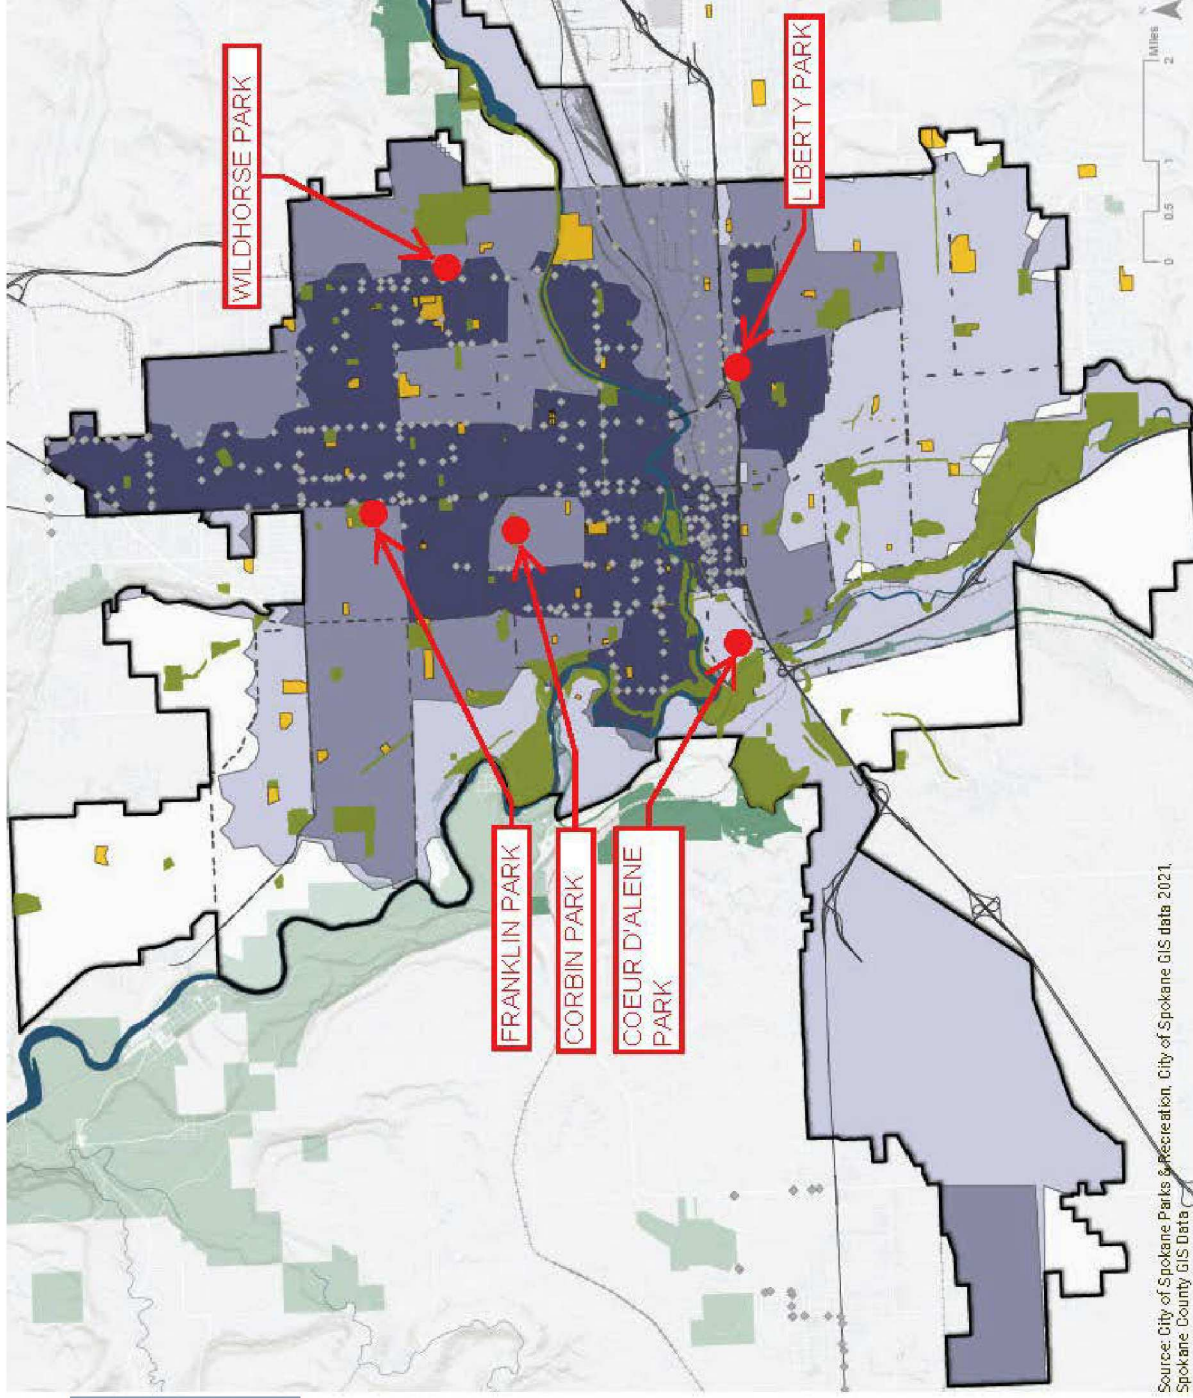 WILDHORSE PARK
LIBERTY PARK
FRANKLIN PARK
CORBIN PARK
COEUR D'ALENE
PARK
N
Miles
0 0.5 1 2
Source: City of Spokane Parks & Recreation, City of Spokane GIS data 2021,
Spokane County GIS Data